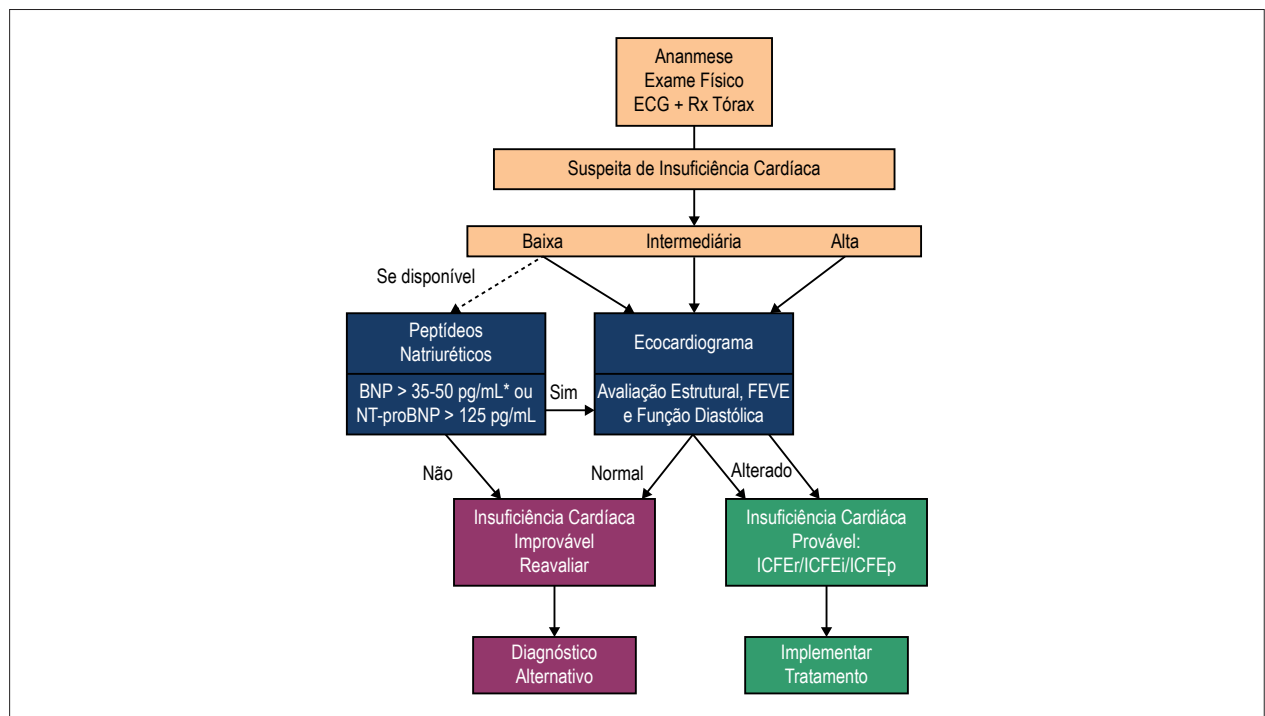 Ananmese
Exame Físico
ECG + Rx Tórax
Suspeita de Insuficiência Cardíaca
Baixa Intermediária Alta
Se disponível
Peptídeos
Natriuréticos
BNP > 35-50 pg/mL* ou
NT-proBNP > 125 pg/mL
Sim
Ecocardiograma
Avaliação Estrutural, FEVE
e Função Diastólica
Não
Normal
Alterado
Insuficiência Cardíaca
Improvável
Reavaliar
Insuficiência Cardiáca
Provável:
ICFEr/ICFEi/ICFEp
Diagnóstico
Alternativo
Implementar
Tratamento